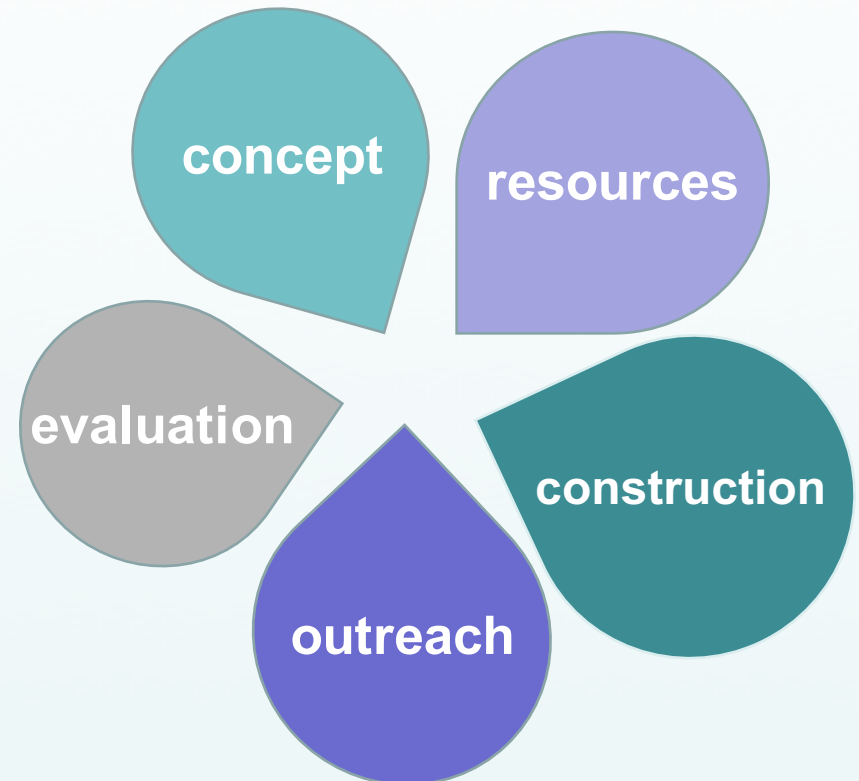 concept
resources
construction
outreach
evaluation